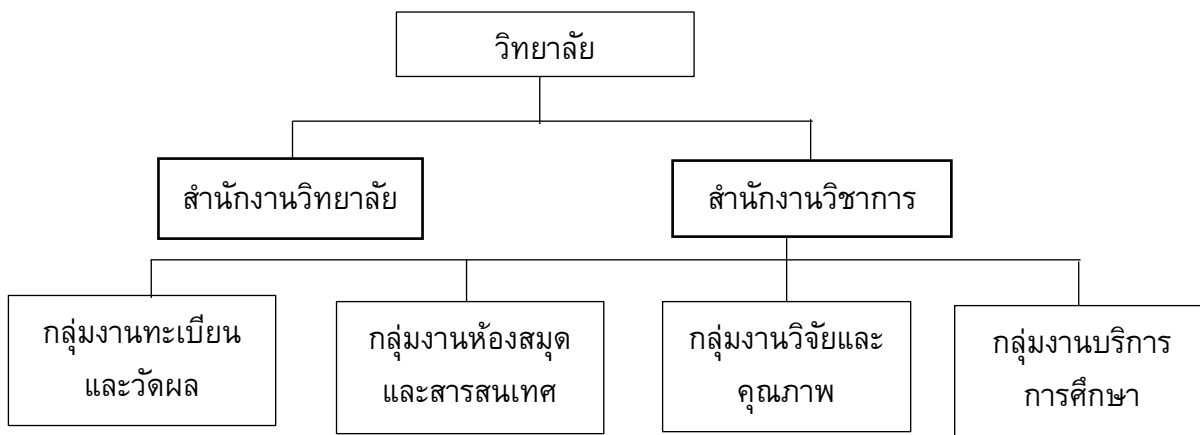 วิทยาลัย
สำนักงานวิทยาลัย
สำนักงานวิชาการ
กลุ่มงานทะเบียน
และวัดผล
กลุ่มงานห้องสมุด
และสารสนเทศ
กลุ่มงานวิจัยและ
คุณภาพ
กลุ่มงานบริการ
การศึกษา